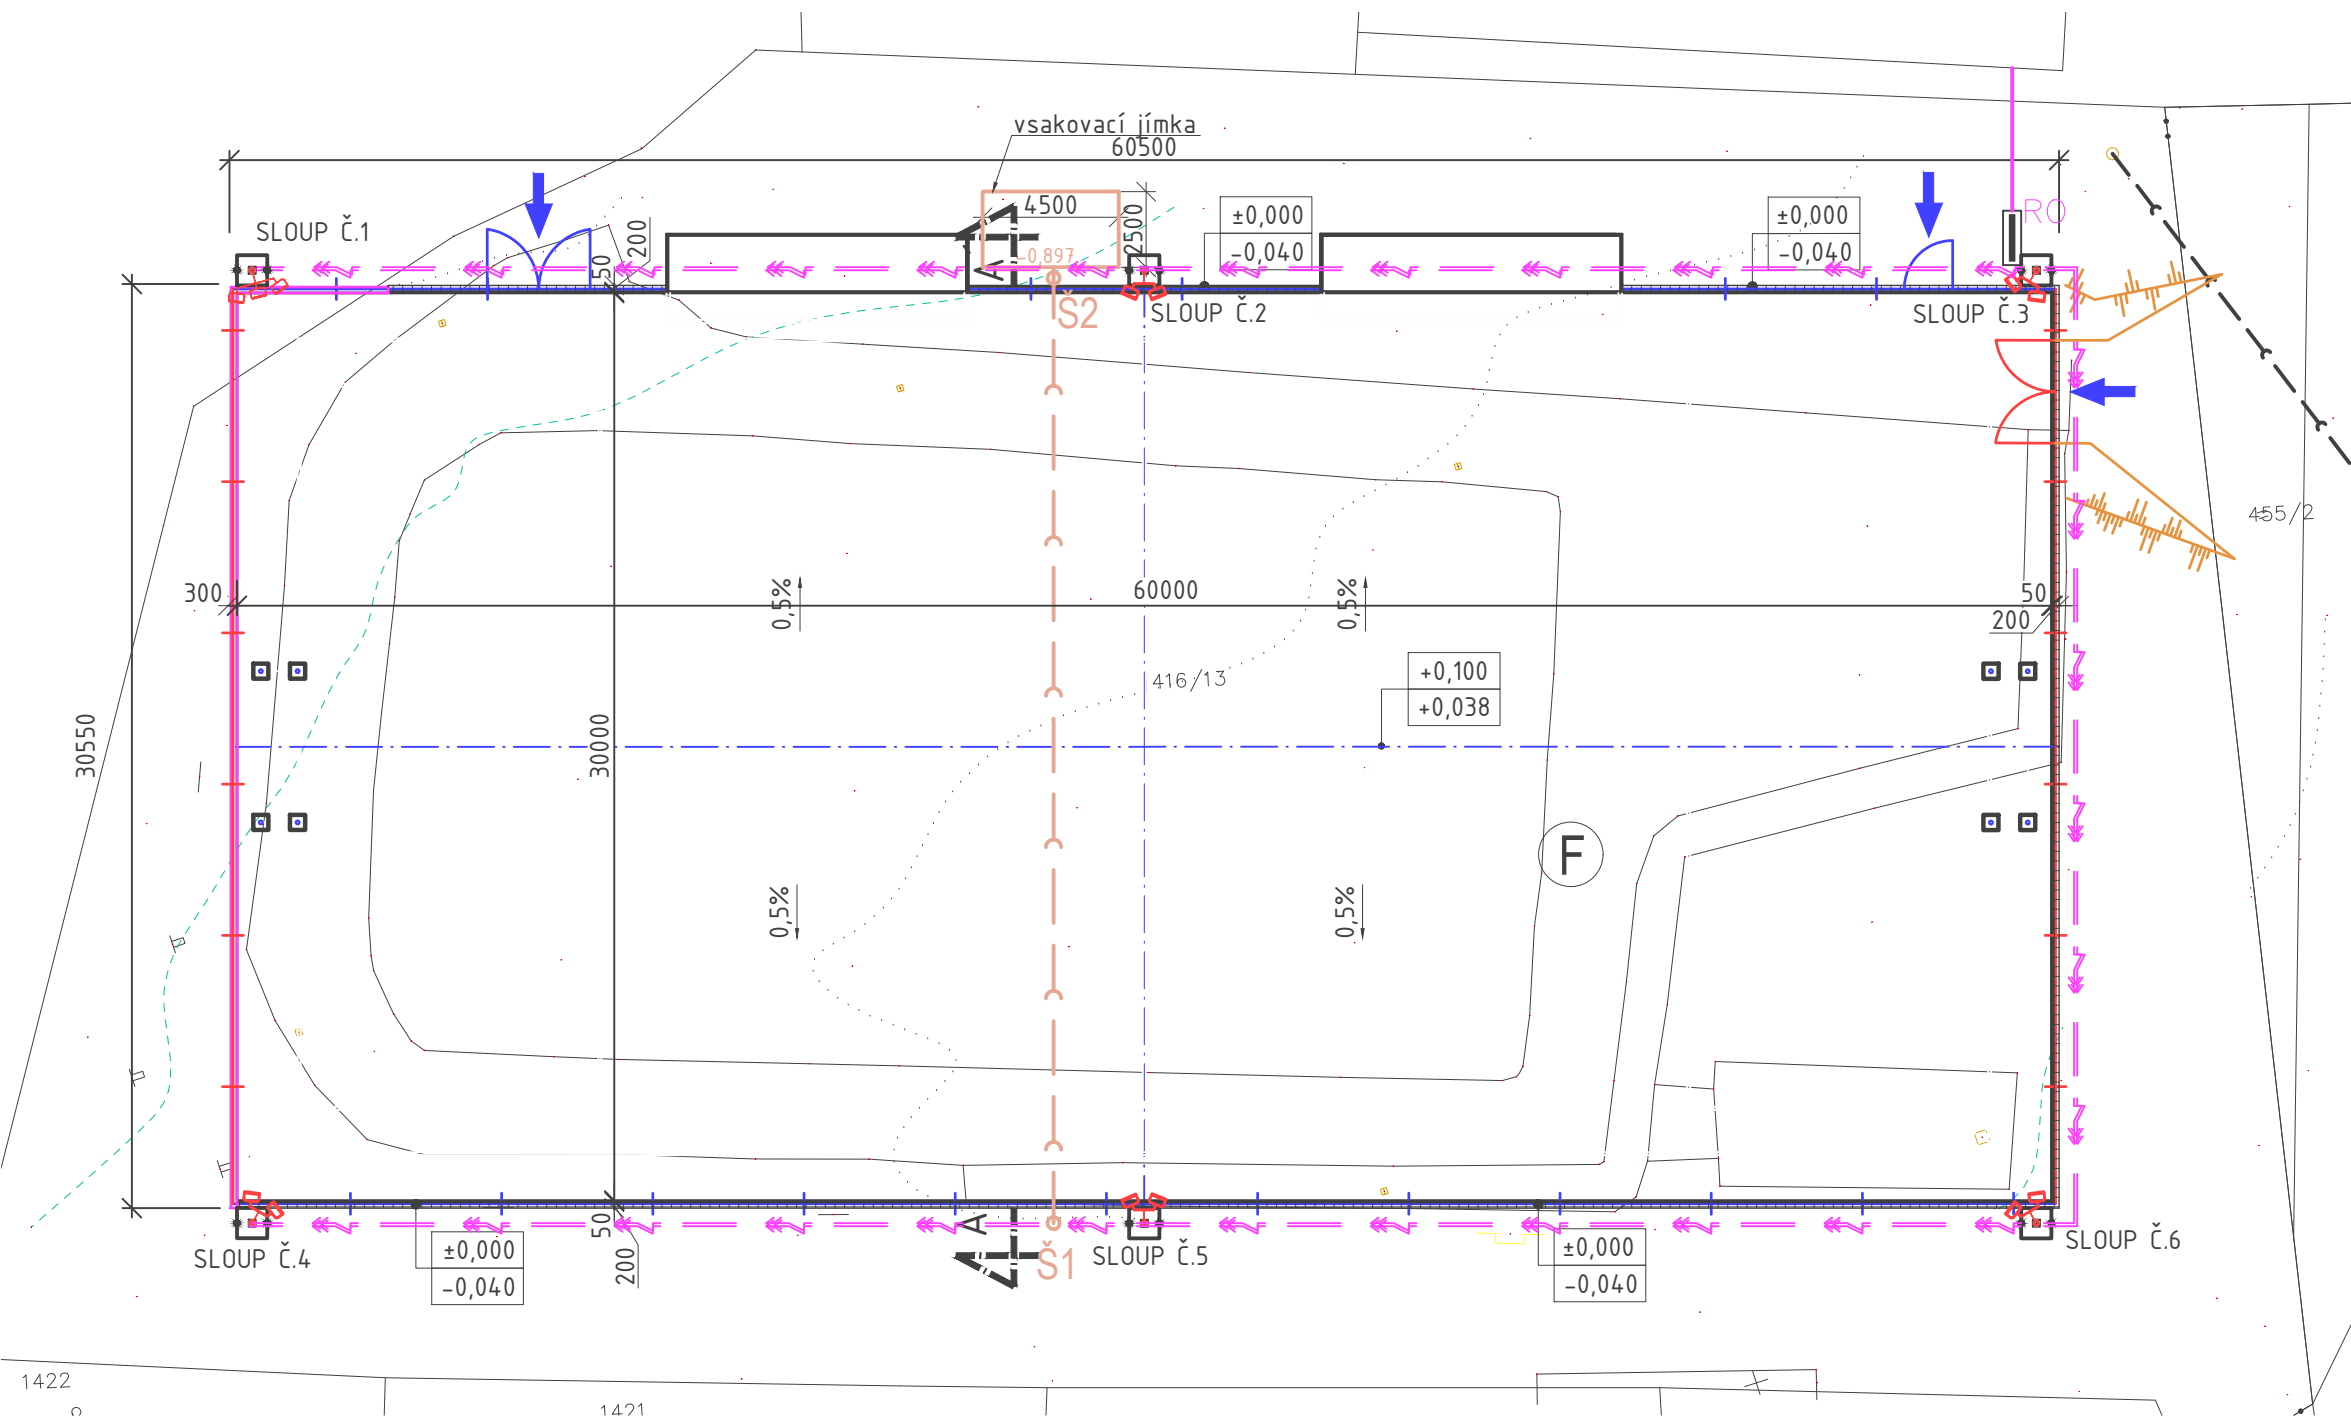 vsakovací jímka
60500
RO
SLOUP Č.1
4500
2500
200
50
±0,000
-0,040
±0,000
-0,040
-0,897
A
Š2
SLOUP Č.2
SLOUP Č.3
455/2
300
0,5%
60000
0,5%
50
200
416/13
+0,100
+0,038
30550
30000
F
0,5%
0,5%
SLOUP Č.4
±0,000
-0,040
50
200
A
Š1
SLOUP Č.5
±0,000
-0,040
SLOUP Č.6
1422
1421